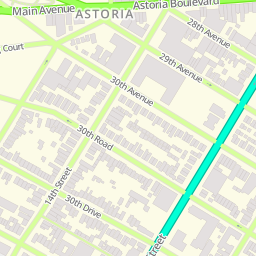 Main Avenue
Astoria Boulevard
ASTORIA
28th Avenue
Court
29th Avenue
30th Avenue
30th Road
14th Street
30th Drive
Street